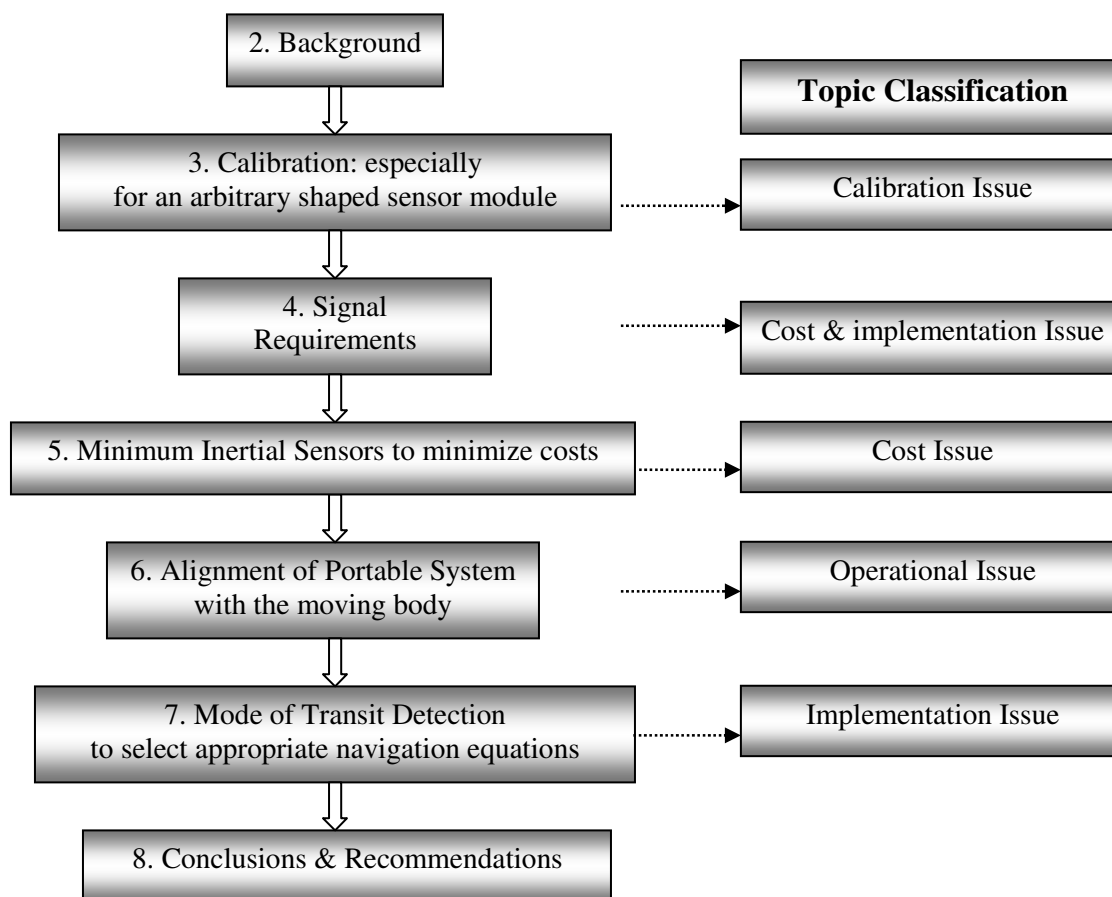 2. Background
Topic Classification
3. Calibration: especially
for an arbitrary shaped sensor module
Calibration Issue
4. Signal
Requirements
Cost & implementation Issue
5. Minimum Inertial Sensors to minimize costs
Cost Issue
6. Alignment of Portable System
with the moving body
Operational Issue
7. Mode of Transit Detection
to select appropriate navigation equations
Implementation Issue
8. Conclusions & Recommendations